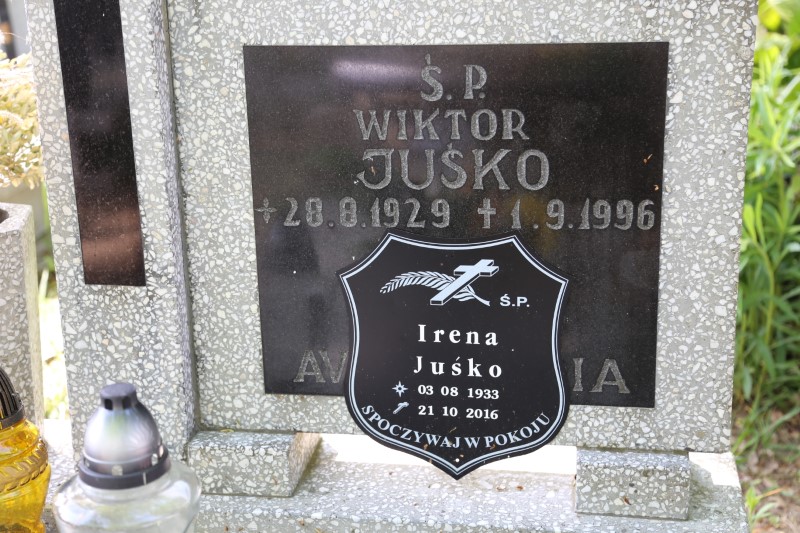 Ś. P.
WIKTOR
JUŚKO
28.8.1929 † 1.9.1996
Ś.P.
Irena
Juśko
03 08 1933
21 10 2016
SPOCZYWAJ W POKOJU